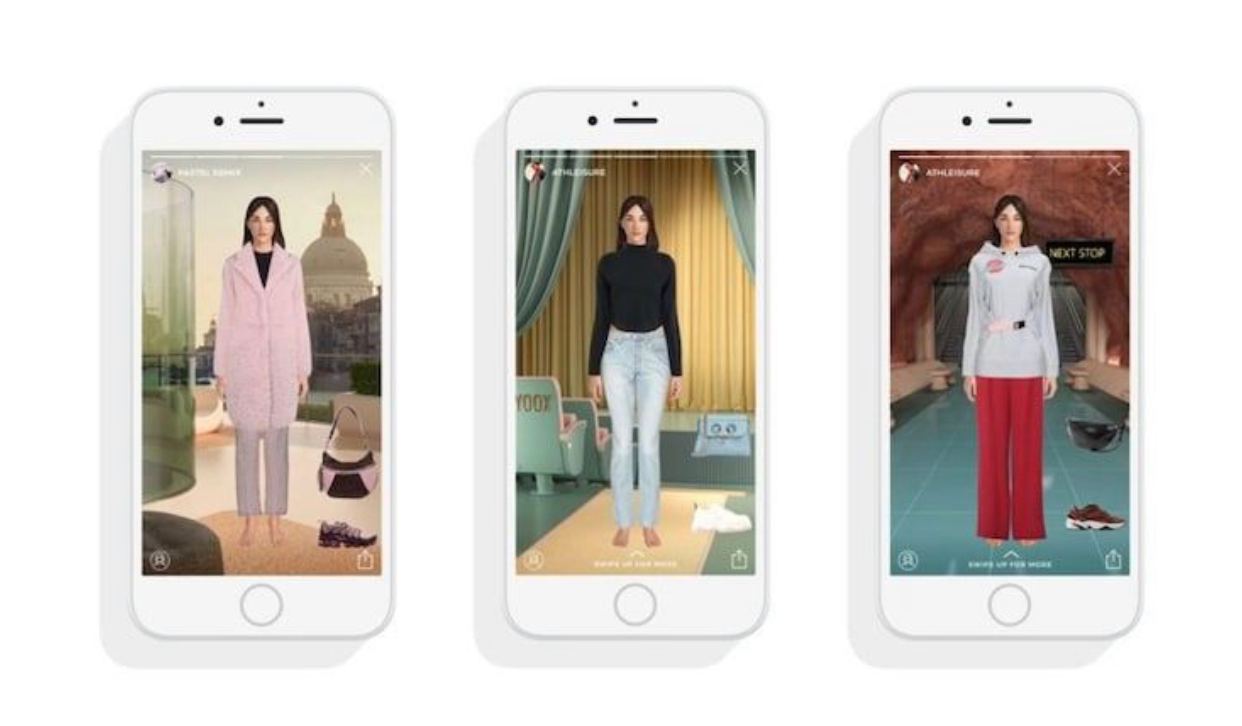 PASTEL REMIX
ATHLEISURE
YOOX
SWIPE UP FOR MORE
ATHLEISURE
NEXT STOP
SWIPE UP FOR MORE